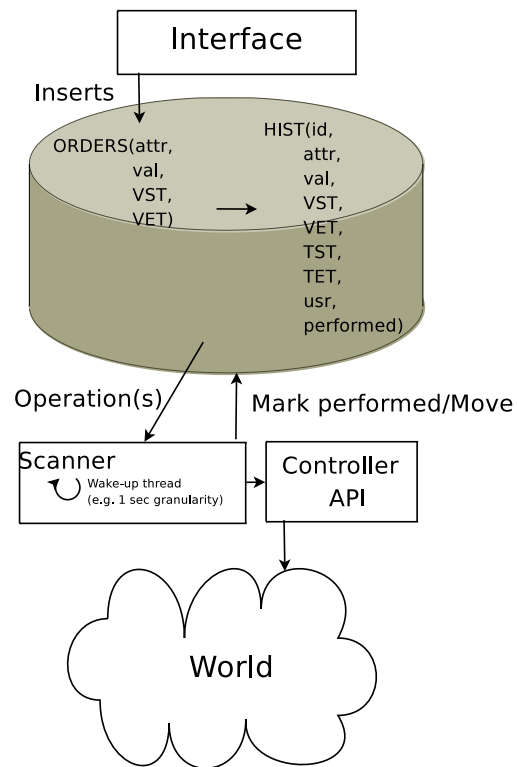 Interface
Inserts
ORDERS(attr,
val,
VST,
VET)
HIST(id,
attr,
val,
VST,
VET,
TST,
TET,
usr,
performed)
Operation(s)
Mark performed/Move
Scanner
Wake-up thread
(e.g. 1 sec granularity)
Controller
API
World